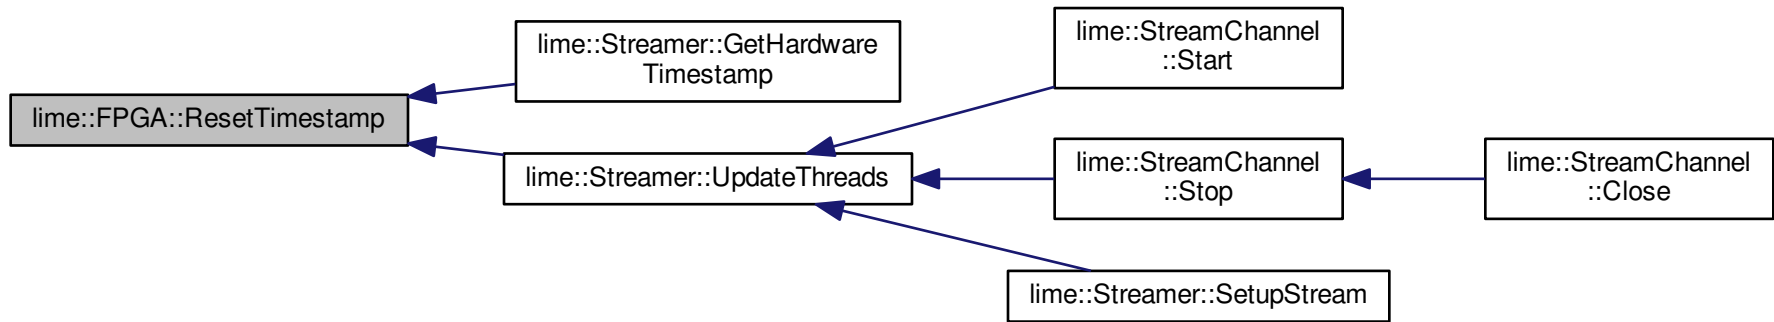 lime::FPGA::ResetTimestamp
lime::Streamer::GetHardware
Timestamp
lime::Streamer::UpdateThreads
lime::StreamChannel
::Start
lime::StreamChannel
::Stop
lime::StreamChannel
::Close
lime::Streamer::SetupStream